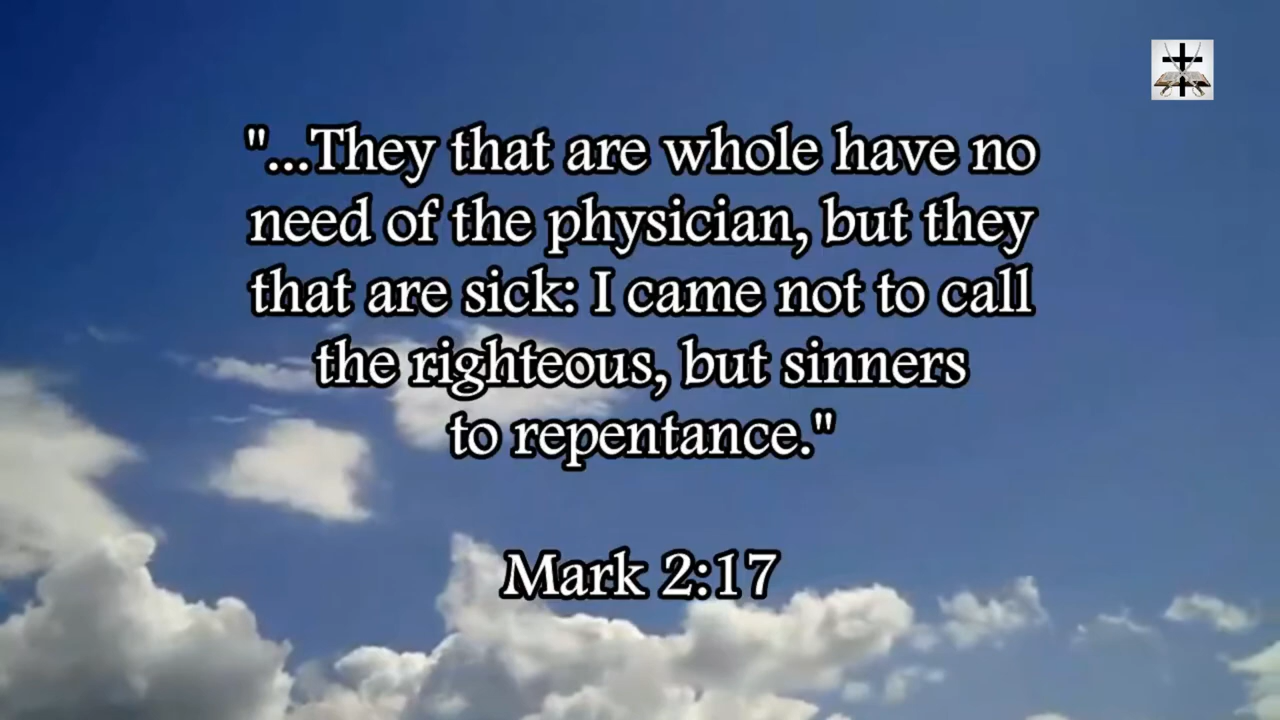 "...They that are whole have no
need of the physician, but they
that are sick: I came not to call
the righteous, but sinners
to repentance."
Mark 2:17